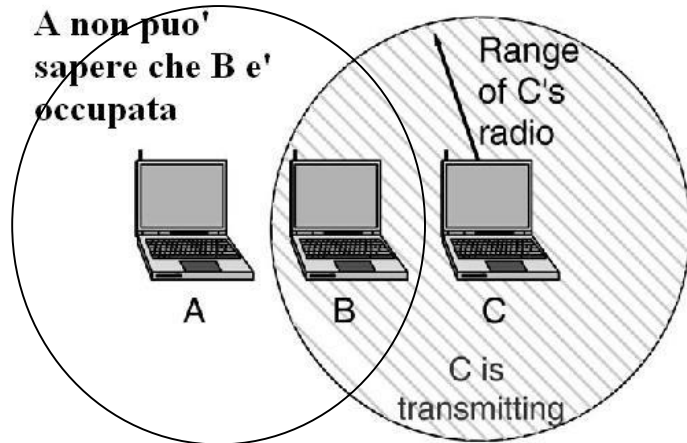 A non puo'
sapere che B e'
occupata
Range
of C's
radio
A
B
C
C is
transmitting